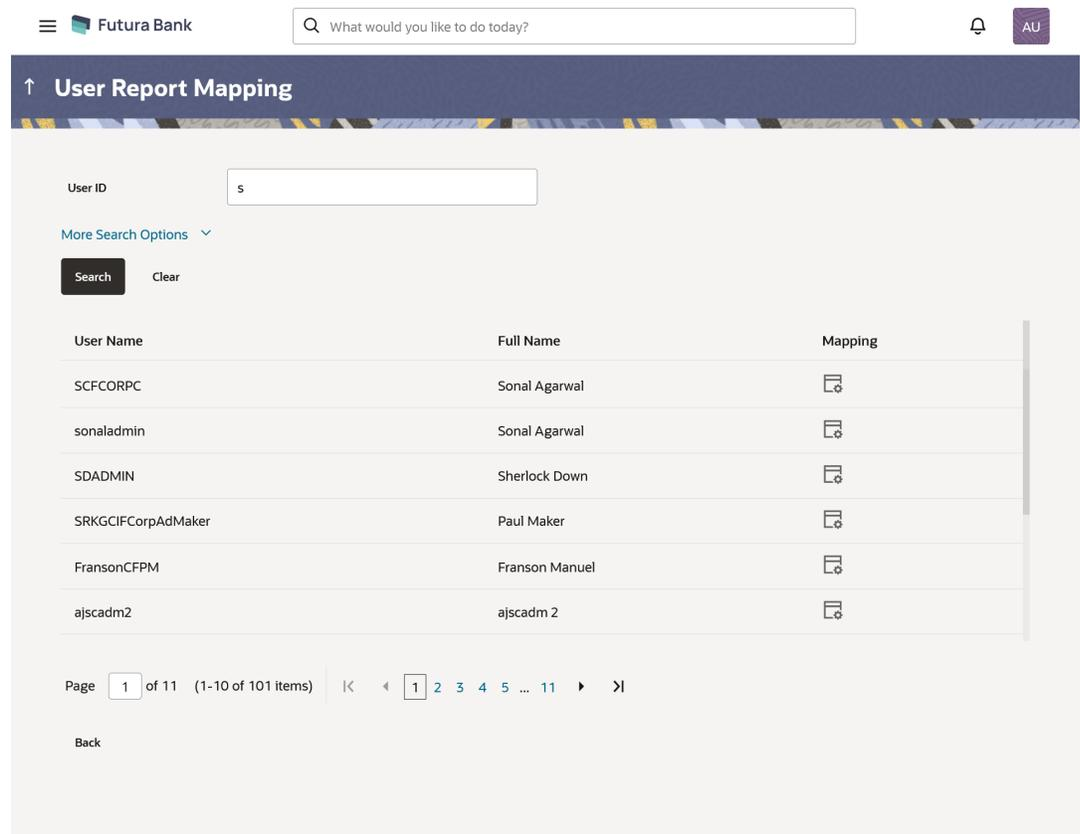 Futura Bank
What would you like to do today?
AU
User Report Mapping
User ID
s
More Search Options
Search Clear
User Name Full Name Mapping
SCFCORPC Sonal Agarwal
sonaladmin Sonal Agarwal
SDADMIN Sherlock Down
SRKGCIFCorpAdMaker Paul Maker
FransonCFPM Franson Manuel
ajscadm2 ajscadm 2
Page 1 of 11 (1-10 of 101 items) 1 2 3 4 5 ... 11
Back